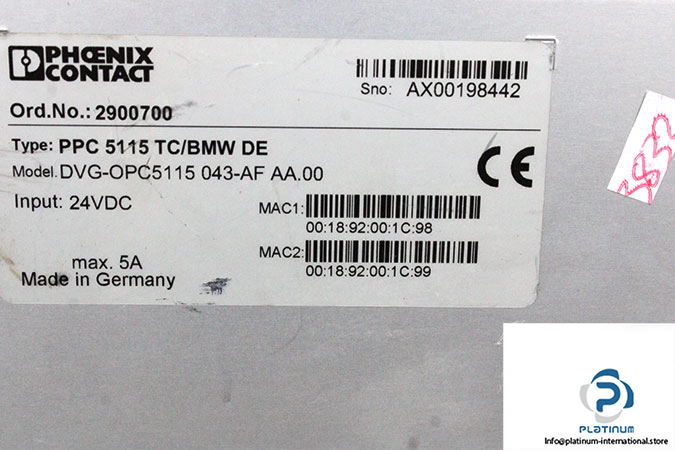 PHŒNIX
CONTACT
Sno: AX00198442
Ord.No.: 2900700
Type: PPC 5115 TC/BMW DE
Model. DVG-OPC5115 043-AF AA.00
CE
Input: 24VDC
MAC1:
00:18:92:00:1C:98
MAC2:
00:18:92:00:1C:99
max. 5A
Made in Germany
3832
PLATINUM
Info@platinum-international.store